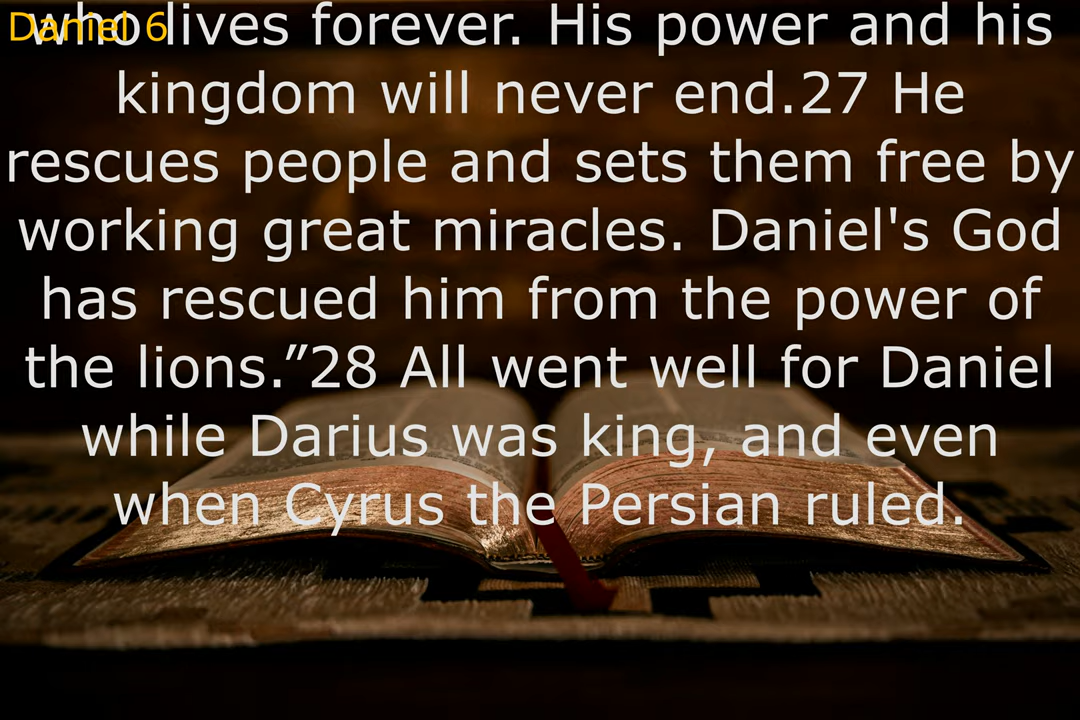 Daniel 6
who lives forever. His power and his
kingdom will never end.27 He
rescues people and sets them free by
working great miracles. Daniel's God
has rescued him from the power of
the lions.”28 All went well for Daniel
while Darius was king, and even
when Cyrus the Persian ruled.